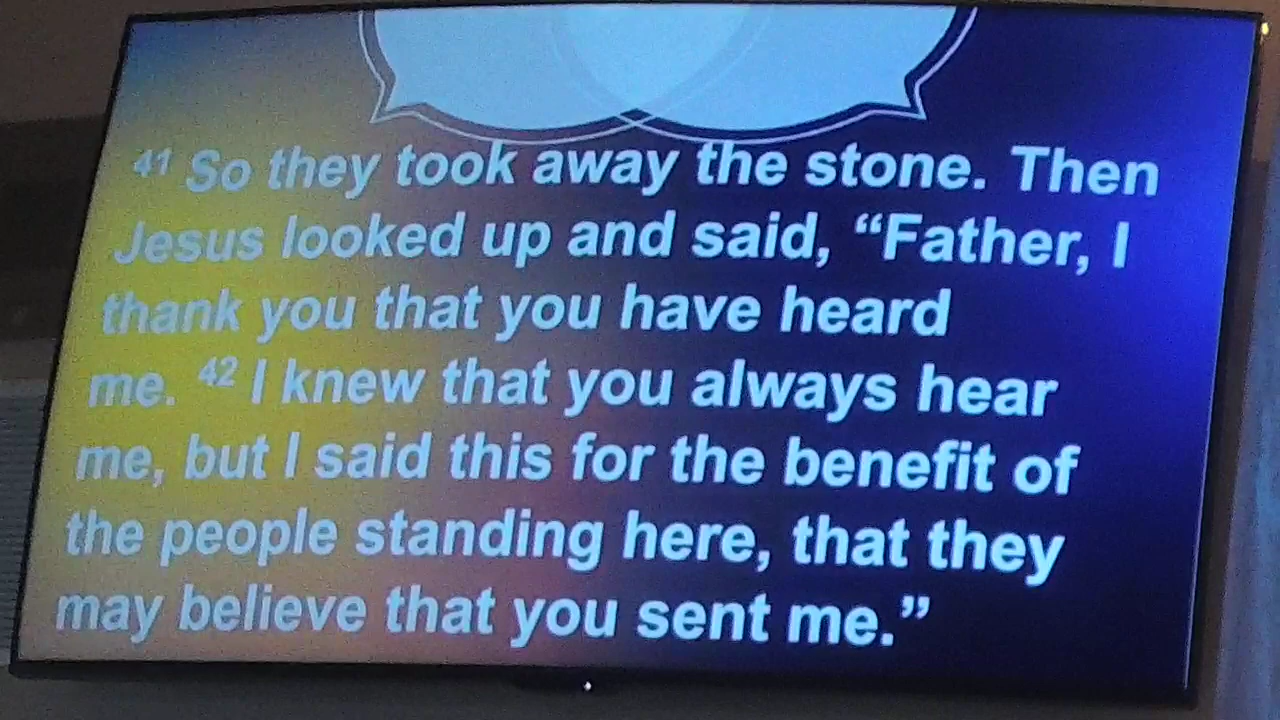 41 So they took away the stone. Then
Jesus looked up and said, “Father, I
thank you that you have heard
me. 42 I knew that you always hear
me, but I said this for the benefit of
the people standing here, that they
may believe that you sent me.”